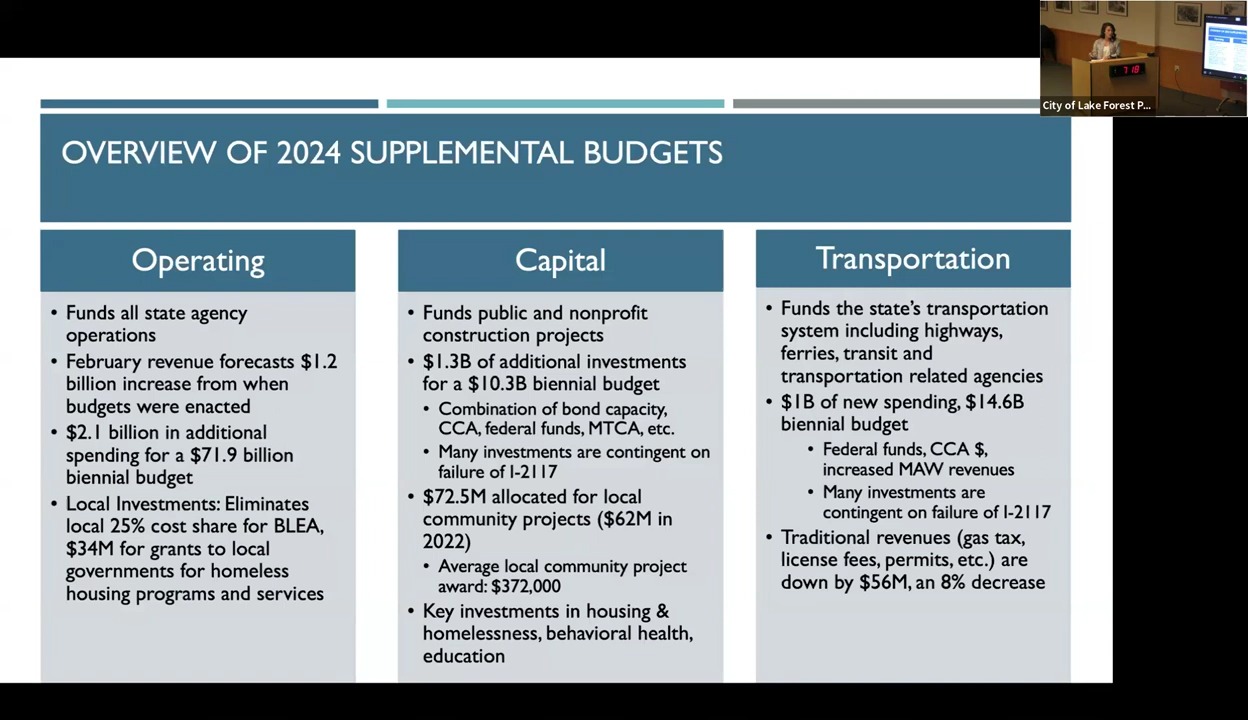 OVERVIEW OF 2024 SUPPLEMENTAL BUDGETS
Operating
• Funds all state agency
operations
• February revenue forecasts $1.2
billion increase from when
budgets were enacted
• $2.1 billion in additional
spending for a $71.9 billion
biennial budget
• Local Investments: Eliminates
local 25% cost share for BLEA,
$34M for grants to local
governments for homeless
housing programs and services
Capital
• Funds public and nonprofit
construction projects
• $1.3B of additional investments
for a $10.3B biennial budget
• Combination of bond capacity,
CCA, federal funds, MTCA, etc.
• Many investments are contingent on
failure of I-2117
• $72.5M allocated for local
community projects ($62M in
2022)
• Average local community project
award: $372,000
• Key investments in housing &
homelessness, behavioral health,
education
Transportation
• Funds the state's transportation
system including highways,
ferries, transit and
transportation related agencies
• $1B of new spending, $14.6B
biennial budget
• Federal funds, CCA $,
increased MAW revenues
• Many investments are
contingent on failure of I-2117
• Traditional revenues (gas tax,
license fees, permits, etc.) are
down by $56M, an 8% decrease
7:18
City of Lake Forest P...